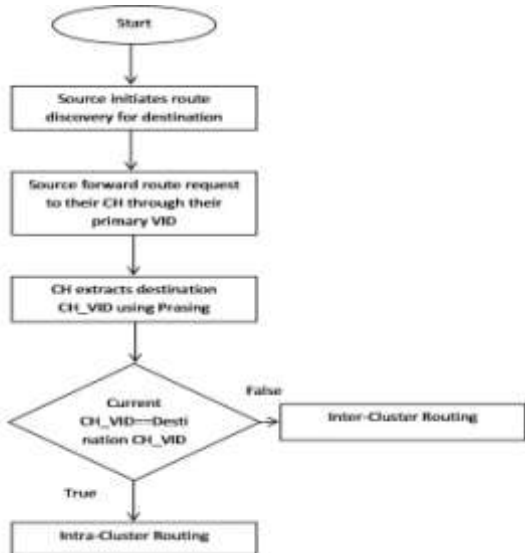 Start
Source initiates route
discovery for destination
Source forward route request
to their CH through their
primary VID
CH extracts destination
CH_VID using Prasing
Current
CH_VID==Desti
nation CH_VID
False
Inter-Cluster Routing
True
Intra-Cluster Routing